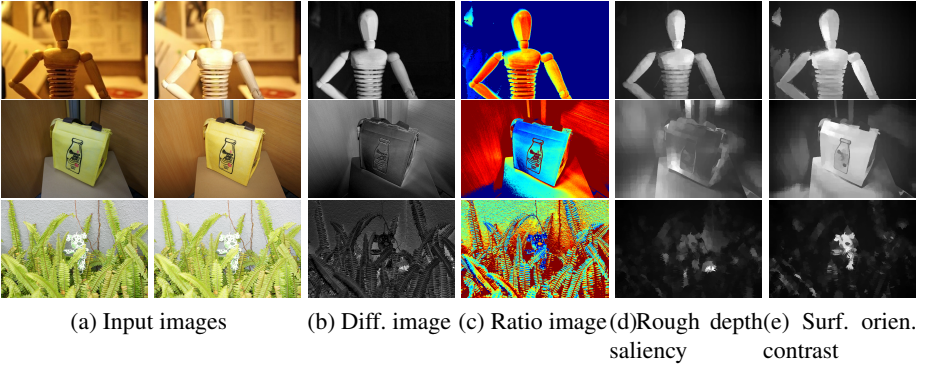 (a) Input images (b) Diff. image (c) Ratio image (d)Rough depth (e) Surf. orien.
saliency contrast